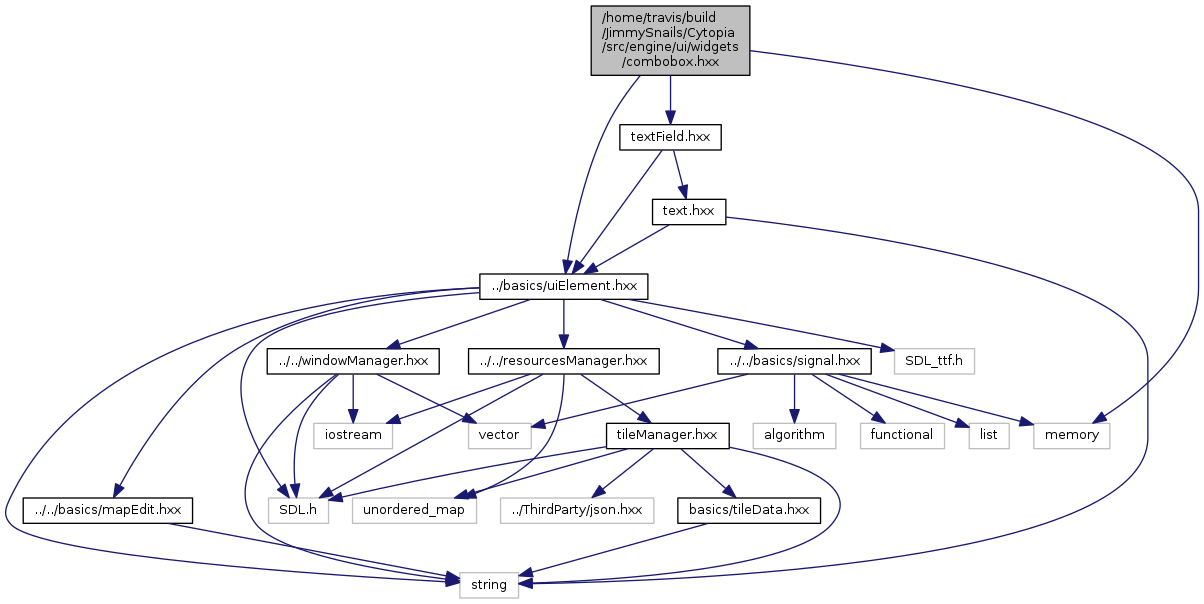 /home/travis/build
/JimmySnails/Cytopia
/src/engine/ui/widgets
/combobox.hxx
textField.hxx
text.hxx
../basics/uiElement.hxx
../../windowManager.hxx
../../resourcesManager.hxx
../../basics/signal.hxx
SDL_ttf.h
iostream
vector
tileManager.hxx
algorithm
functional
list
memory
../../basics/mapEdit.hxx
SDL.h
unordered_map
../ThirdParty/json.hxx
basics/tileData.hxx
string